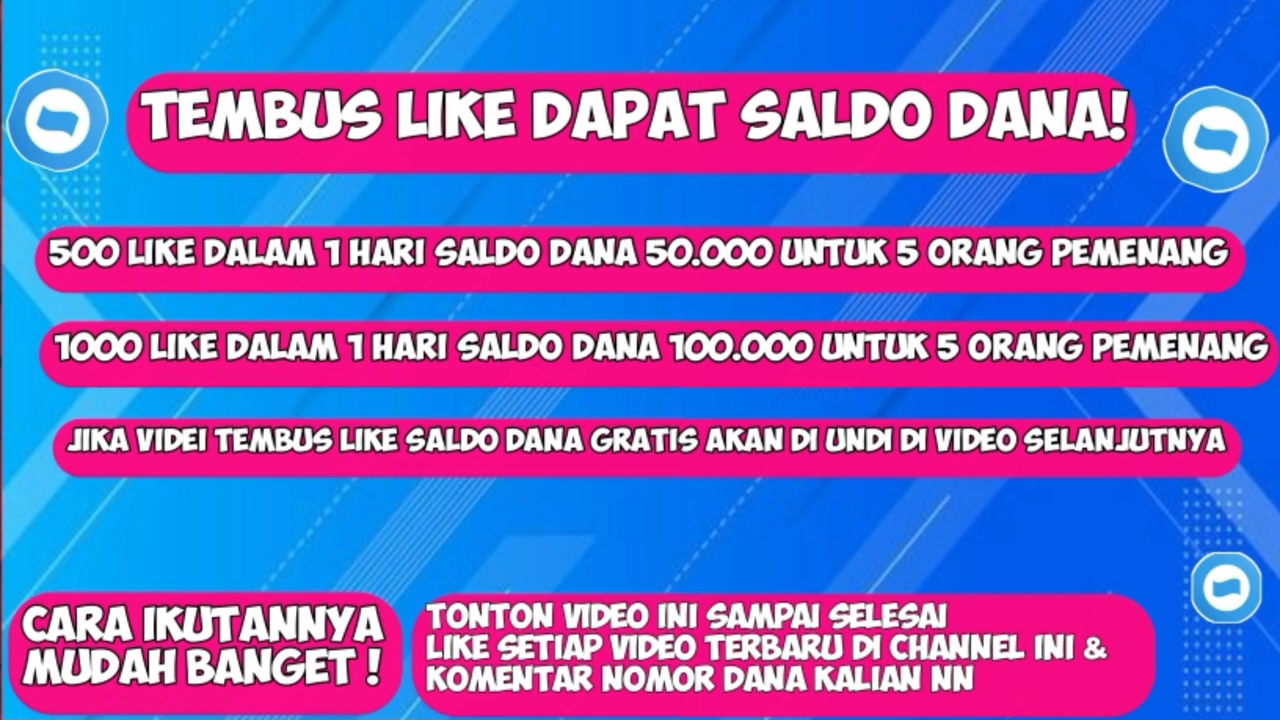 TEMBUS LIKE DAPAT SALDO DANA!
500 LIKE DALAM 1 HARI SALDO DANA 50.000 UNTUK 5 ORANG PEMENANG
1000 LIKE DALAM 1 HARI SALDO DANA 100.000 UNTUK 5 ORANG PEMENANG
JIKA VIDEI TEMBUS LIKE SALDO DANA GRATIS AKAN DI UNDI DI VIDEO SELANJUTNYA
CARA IKUTANNYA
MUDAH BANGET !
TONTON VIDEO INI SAMPAI SELESAI
LIKE SETIAP VIDEO TERBARU DI CHANNEL INI &
KOMENTAR NOMOR DANA KALIAN NN